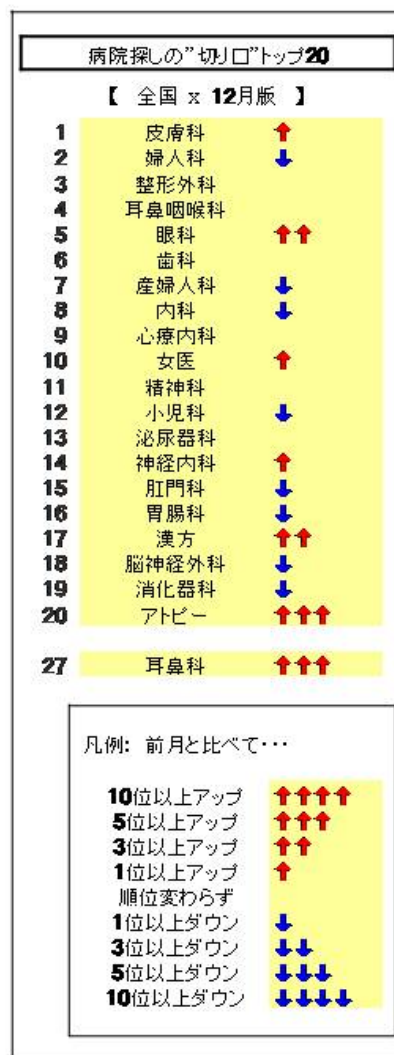 病院探しの”切り口”トップ20
【 全国 x 12月版 】
1 皮膚科 ↑
2 婦人科 ↓
3 整形外科
4 耳鼻咽喉科
5 眼科 ↑↑
6 歯科
7 産婦人科 ↓
8 内科 ↓
9 心療内科
10 女医 ↑
11 精神科
12 小児科 ↓
13 泌尿器科
14 神経内科 ↑
15 肛門科 ↓
16 胃腸科 ↓
17 漢方 ↑↑
18 脳神経外科 ↓
19 消化器科 ↓
20 アトピー ↑↑↑
27 耳鼻科 ↑↑↑
凡例: 前月と比べて・・・
10位以上アップ ↑↑↑↑
5位以上アップ ↑↑↑
3位以上アップ ↑↑
1位以上アップ ↑
順位変わらず
1位以上ダウン ↓
3位以上ダウン ↓↓
5位以上ダウン ↓↓↓
10位以上ダウン ↓↓↓↓